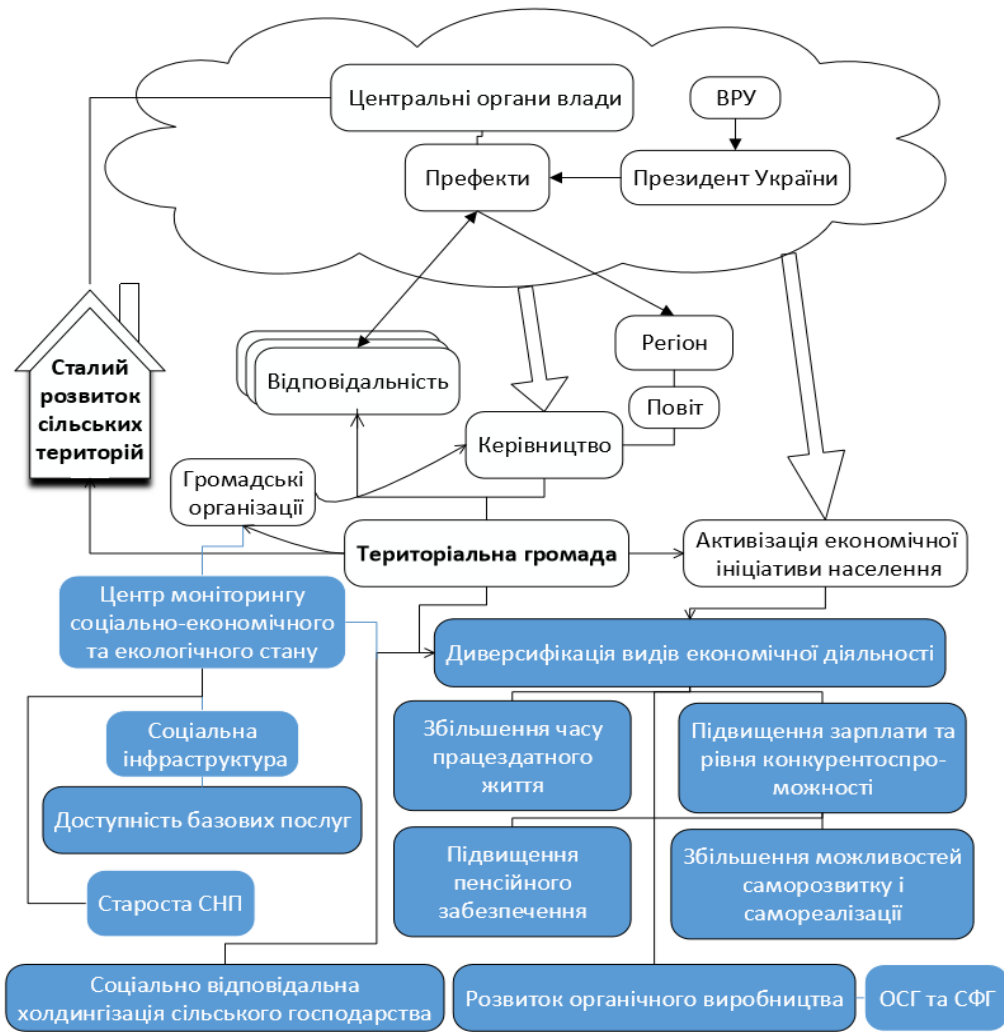 Центральні органи влади
ВРУ
Префекти
Президент України
Сталий
розвиток
сільських
територій
Відповідальність
Регіон
Повіт
Керівництво
Громадські
організації
Територіальна громада
Активізація економічної
ініціативи населення
Центр моніторингу
соціально-економічного
та екологічного стану
Диверсифікація видів економічної діяльності
Соціальна
інфраструктура
Збільшення часу
працездатного
життя
Підвищення зарплати та
рівня конкурентоспро-
можності
Доступність базових послуг
Підвищення
пенсійного
забезпечення
Збільшення можливостей
саморозвитку і
самореалізації
Староста СНП
Соціально відповідальна
холдингізація сільського господарства
Розвиток органічного виробництва
ОСГ та СФГ